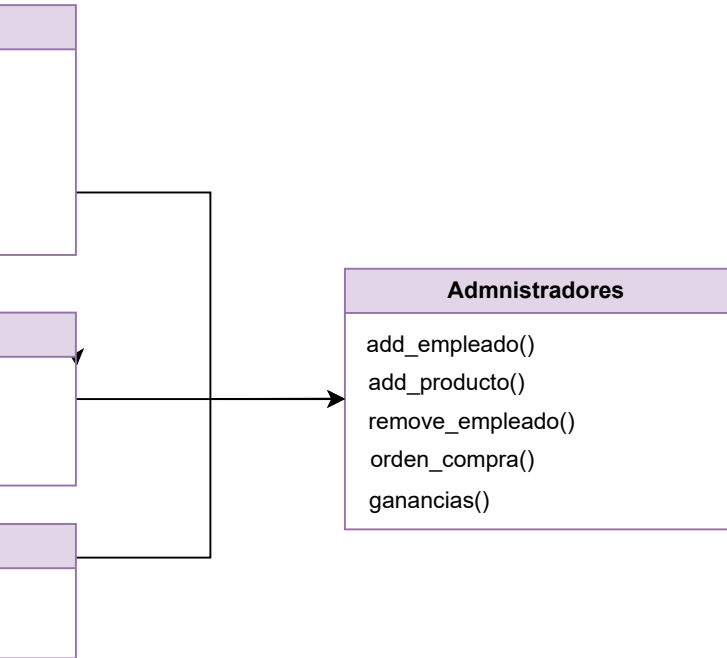 Admnistradores
add_empleado()
add_producto()
remove_empleado()
orden_compra()
ganancias()